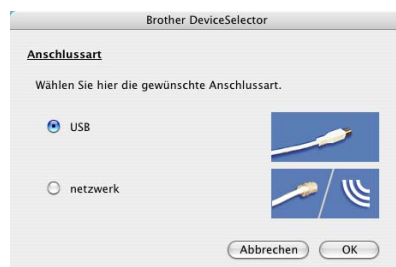 Brother DeviceSelector
Anschlussart
Wählen Sie hier die gewünschte Anschlussart.
USB
netzwerk
Abbrechen
OK